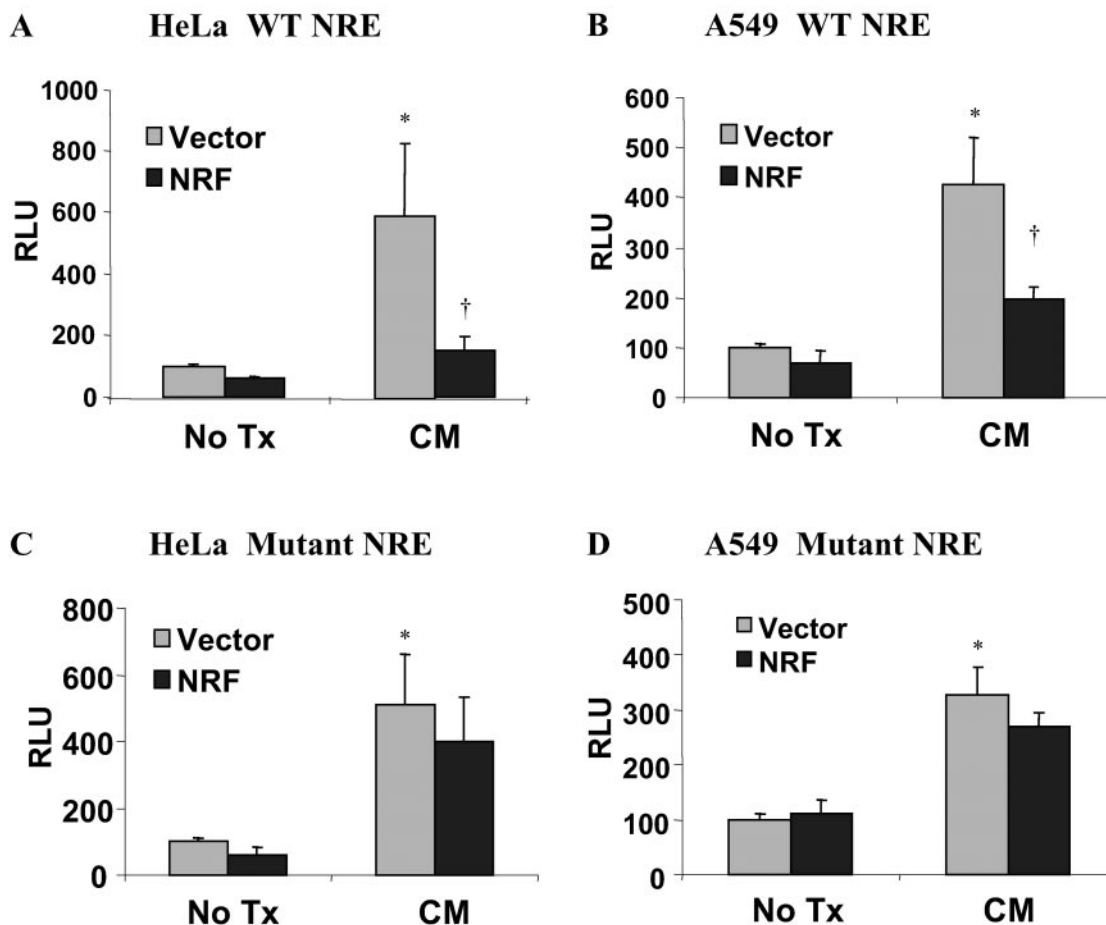 A HeLa WT NRE
1000
800
600
400
200
0
RLU
Vector
NRF
*
†
No Tx CM
B A549 WT NRE
600
500
400
300
200
100
0
RLU
Vector
NRF
*
†
No Tx CM
C HeLa Mutant NRE
800
600
400
200
0
RLU
Vector
NRF
*
No Tx CM
D A549 Mutant NRE
500
400
300
200
100
0
RLU
Vector
NRF
*
No Tx CM